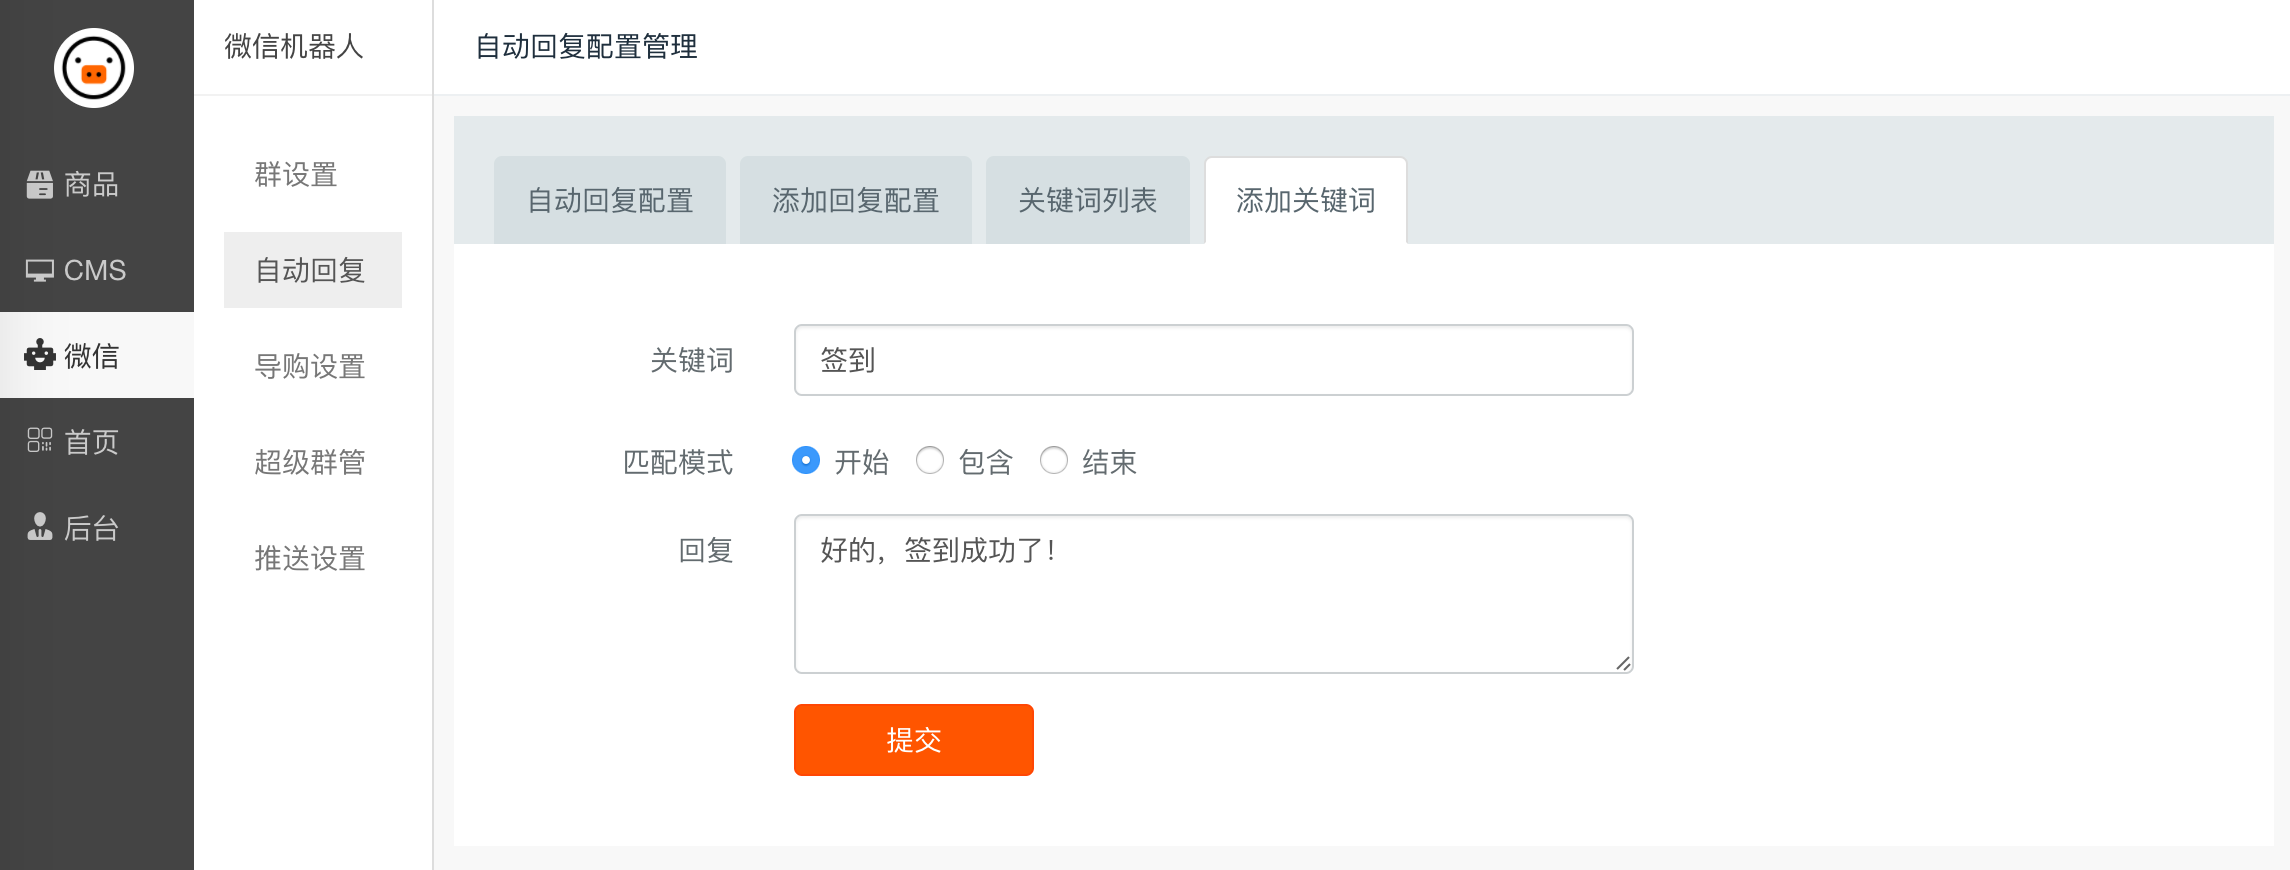 微信机器人
自动回复配置管理
商品
CMS
微信
首页
后台
群设置
自动回复
导购设置
超级群管
推送设置
自动回复配置
添加回复配置
关键词列表
添加关键词
关键词
签到
匹配模式
开始
包含
结束
回复
好的，签到成功了！
提交